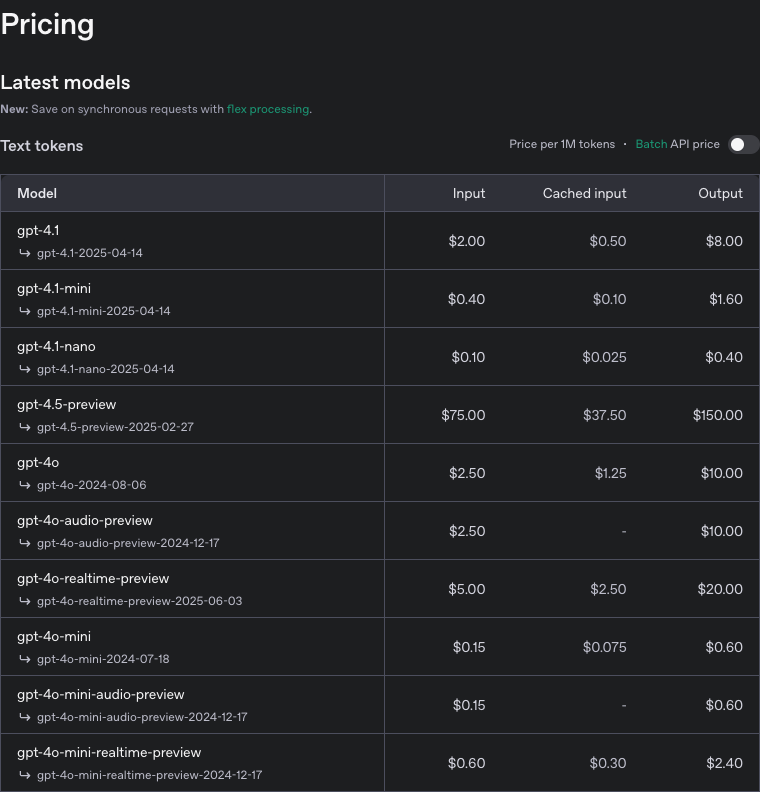 Pricing
Latest models
New: Save on synchronous requests with flex processing.
Text tokens
Price per 1M tokens • Batch API price
Model Input Cached input Output
gpt-4.1
↳ gpt-4.1-2025-04-14
$2.00 $0.50 $8.00
gpt-4.1-mini
↳ gpt-4.1-mini-2025-04-14
$0.40 $0.10 $1.60
gpt-4.1-nano
↳ gpt-4.1-nano-2025-04-14
$0.10 $0.025 $0.40
gpt-4.5-preview
↳ gpt-4.5-preview-2025-02-27
$75.00 $37.50 $150.00
gpt-4o
↳ gpt-4o-2024-08-06
$2.50 $1.25 $10.00
gpt-4o-audio-preview
↳ gpt-4o-audio-preview-2024-12-17
$2.50 - $10.00
gpt-4o-realtime-preview
↳ gpt-4o-realtime-preview-2025-06-03
$5.00 $2.50 $20.00
gpt-4o-mini
↳ gpt-4o-mini-2024-07-18
$0.15 $0.075 $0.60
gpt-4o-mini-audio-preview
↳ gpt-4o-mini-audio-preview-2024-12-17
$0.15 - $0.60
gpt-4o-mini-realtime-preview
↳ gpt-4o-mini-realtime-preview-2024-12-17
$0.60 $0.30 $2.40